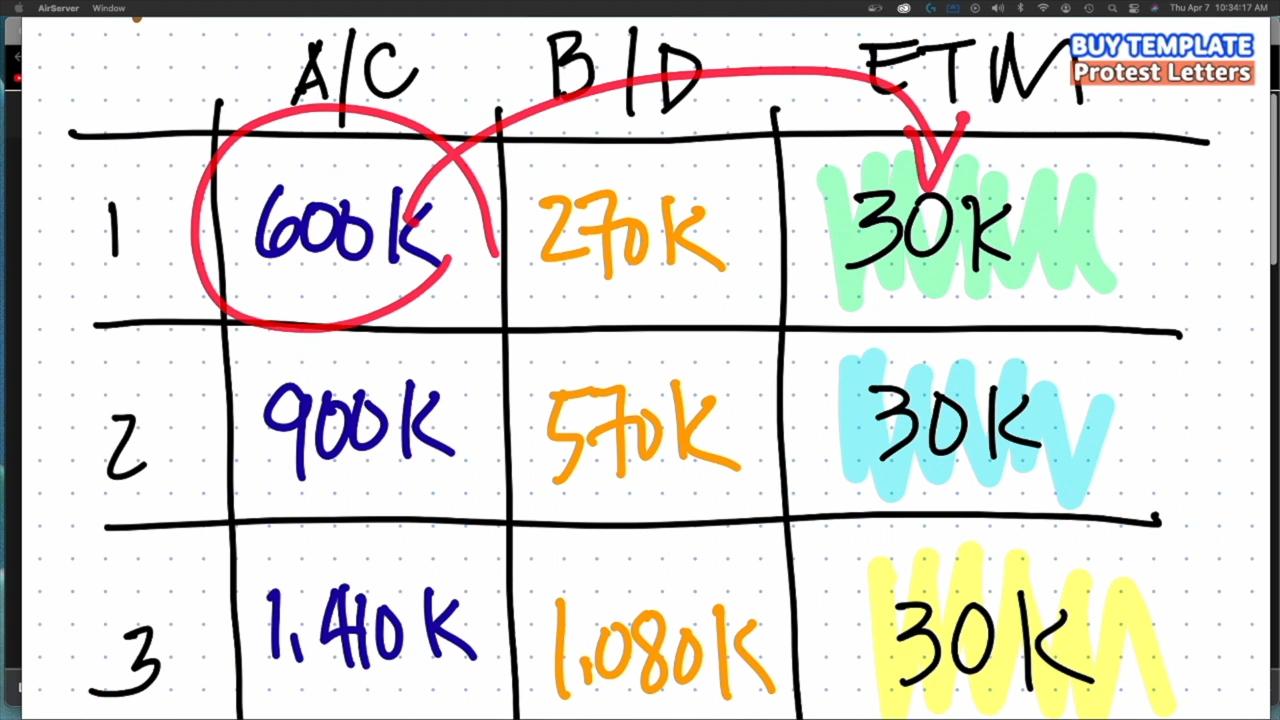 AirServer Window Thu Apr 7 10:34:17 AM
A/C B/D ETWT
BUY TEMPLATE
Protest Letters
1 600K 270K 30K
2 900K 570K 30K
3 1,410K 1,080K 30K